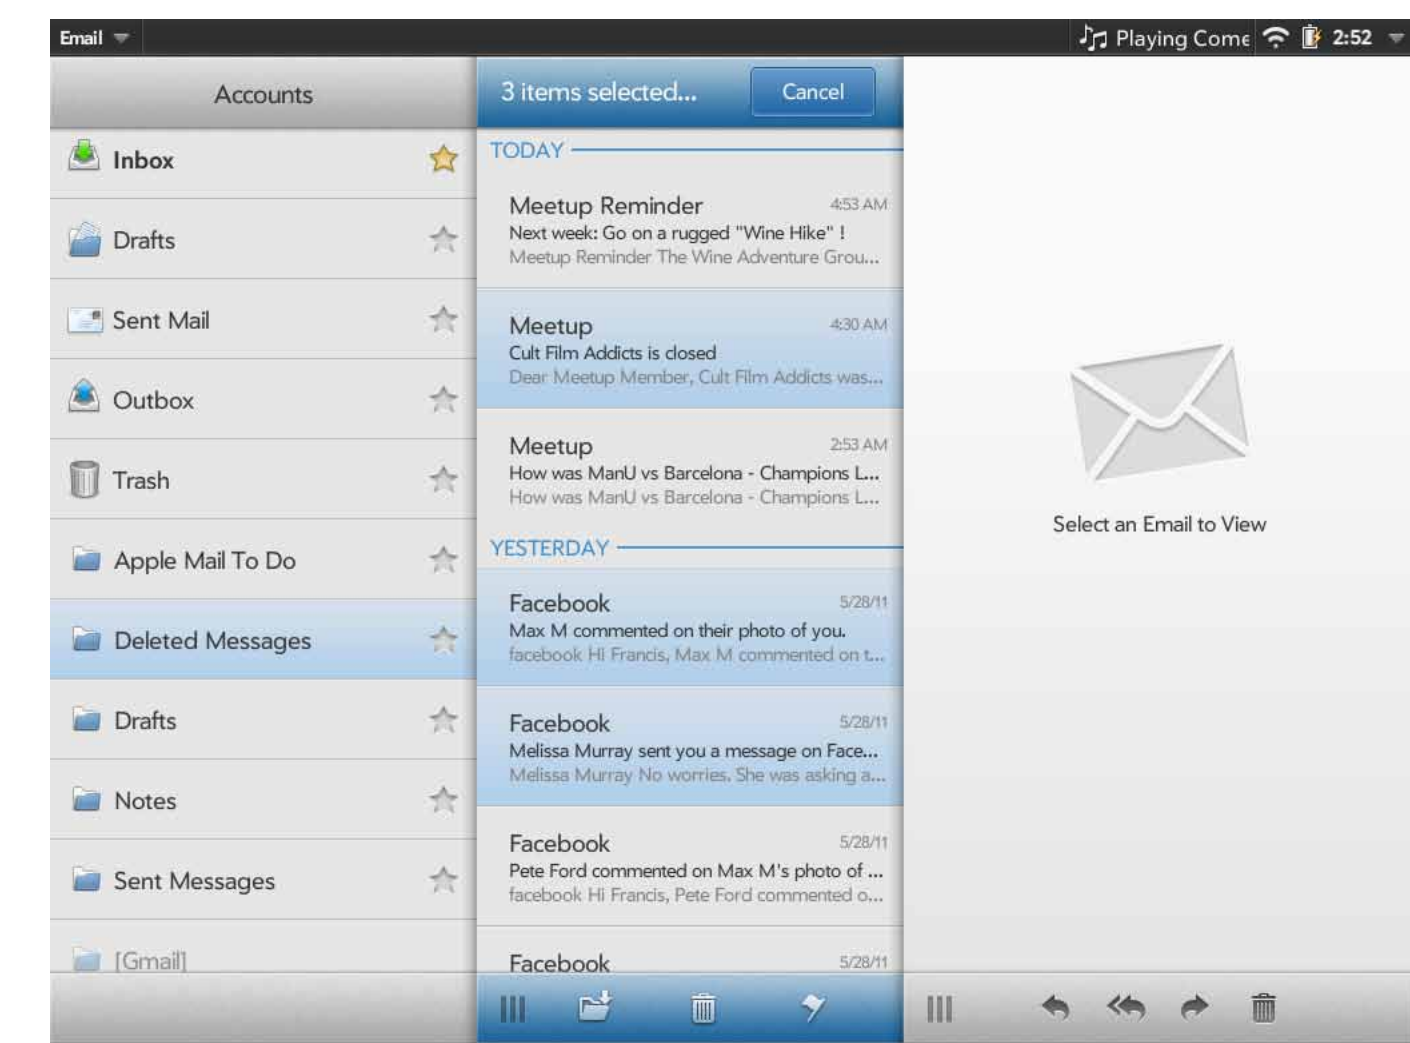 Email
Playing Come
2:52
Accounts
Inbox
Drafts
Sent Mail
Outbox
Trash
Apple Mail To Do
Deleted Messages
Drafts
Notes
Sent Messages
[Gmail]
3 items selected...
Cancel
TODAY
Meetup Reminder
4:53 AM
Next week: Go on a rugged "Wine Hike" !
Meetup Reminder The Wine Adventure Grou...
Meetup
4:30 AM
Cult Film Addicts is closed
Dear Meetup Member, Cult Film Addicts was...
Meetup
2:53 AM
How was ManU vs Barcelona - Champions L...
How was ManU vs Barcelona - Champions L...
YESTERDAY
Facebook
5/28/11
Max M commented on their photo of you.
facebook Hi Francis, Max M commented on t...
Facebook
5/28/11
Melissa Murray sent you a message on Face...
Melissa Murray No worries. She was asking a...
Facebook
5/28/11
Pete Ford commented on Max M's photo of ...
facebook Hi Francis, Pete Ford commented o...
Facebook
5/28/11
Select an Email to View